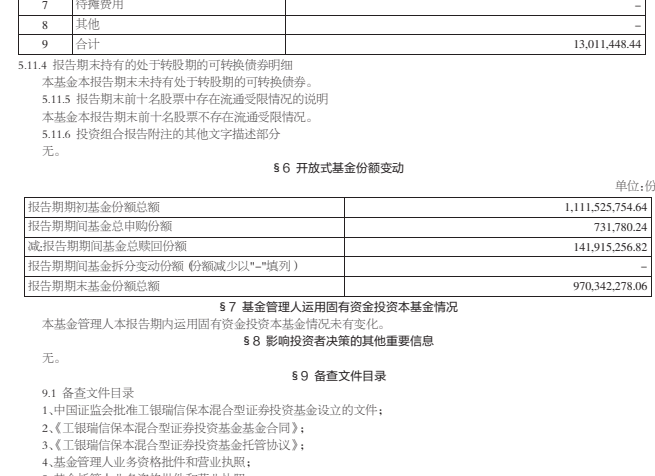 7 待摊费用 –
8 其他 –
9 合计 13,011,448.44
5.11.4 报告期末持有的处于转股期的可转换债券明细
本基金本报告期末未持有处于转股期的可转换债券。
5.11.5 报告期末前十名股票中存在流通受限情况的说明
本基金本报告期末前十名股票不存在流通受限情况。
5.11.6 投资组合报告附注的其他文字描述部分
无。
§6 开放式基金份额变动
单位:份
报告期期初基金份额总额 1,111,525,754.64
报告期期间基金总申购份额 731,780.24
减:报告期期间基金总赎回份额 141,915,256.82
报告期期间基金拆分变动份额(份额减少以"-"填列) –
报告期期末基金份额总额 970,342,278.06
§7 基金管理人运用固有资金投资本基金情况
本基金管理人本报告期内运用固有资金投资本基金情况未有变化。
§8 影响投资者决策的其他重要信息
无。
§9 备查文件目录
9.1 备查文件目录
1、中国证监会批准工银瑞信保本混合型证券投资基金设立的文件;
2、《工银瑞信保本混合型证券投资基金基金合同》;
3、《工银瑞信保本混合型证券投资基金托管协议》;
4、基金管理人业务资格批件和营业执照;